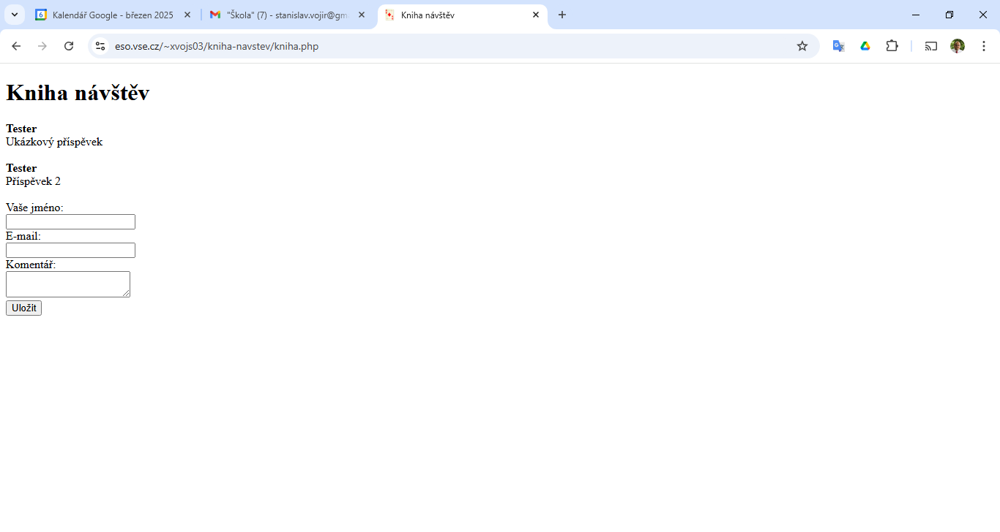 Kalendář Google - březen 2025
"Škola" (7) - stanislav.vojir@gm
Kniha návštěv
eso.vse.cz/~xvojs03/kniha-navstev/kniha.php
Kniha návštěv
Tester
Ukázkový příspěvek
Tester
Příspěvek 2
Vaše jméno:
E-mail:
Komentář:
Uložit